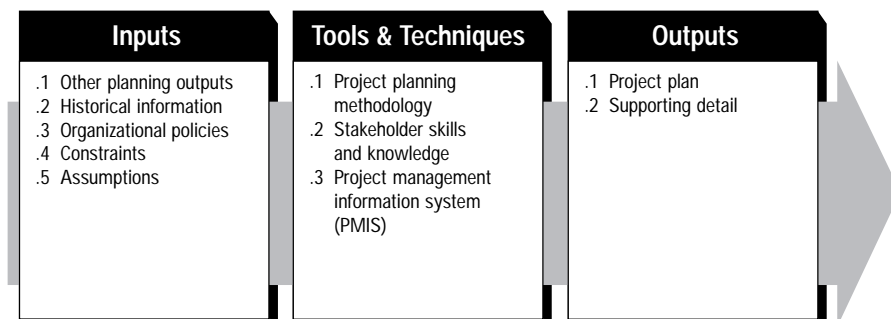 Inputs
.1 Other planning outputs
.2 Historical information
.3 Organizational policies
.4 Constraints
.5 Assumptions
Tools & Techniques
.1 Project planning
methodology
.2 Stakeholder skills
and knowledge
.3 Project management
information system
(PMIS)
Outputs
.1 Project plan
.2 Supporting detail